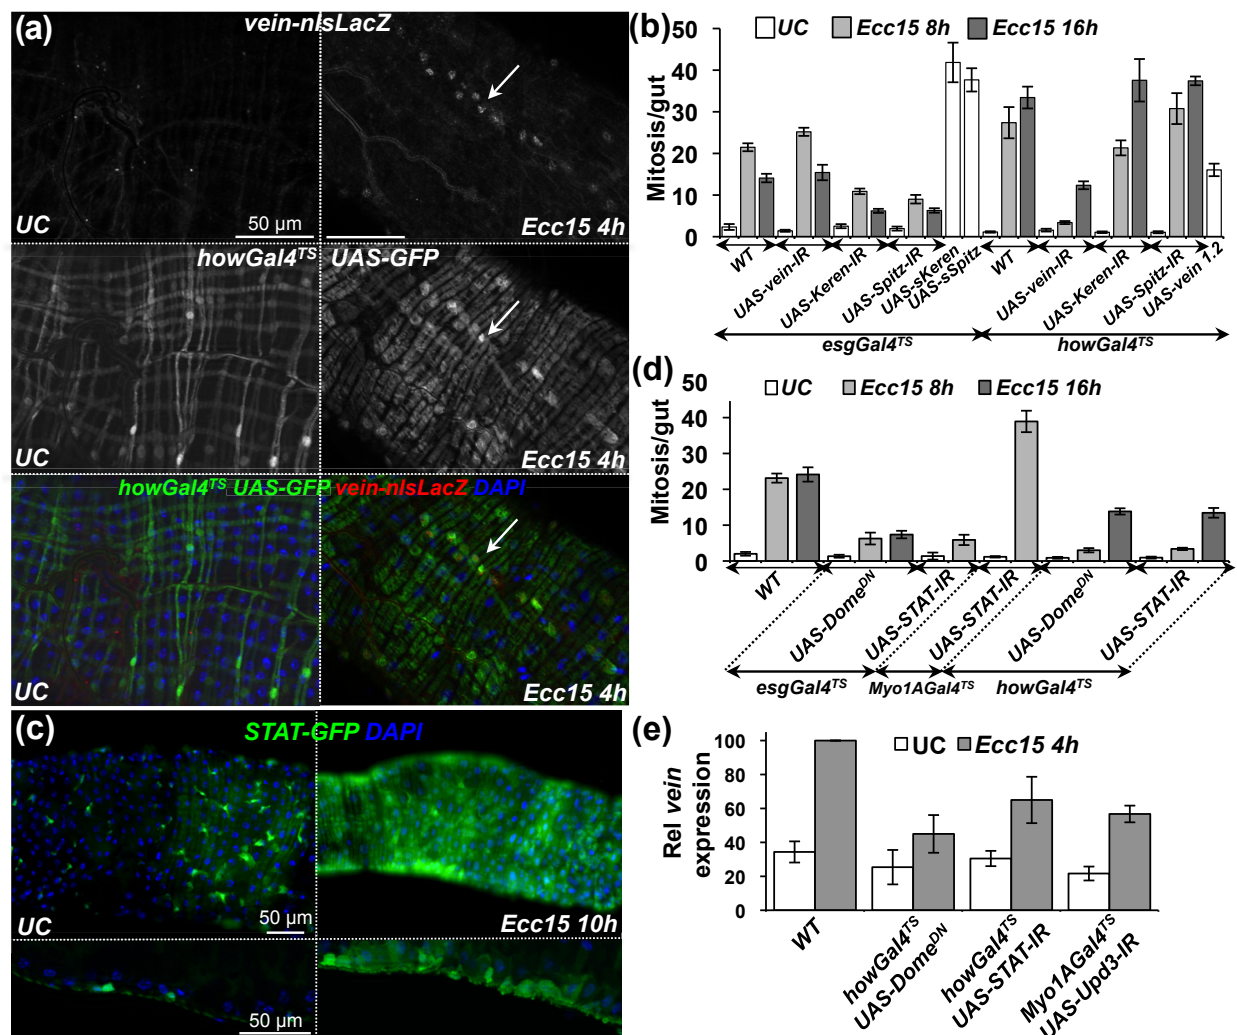 (a)
vein-nlsLacZ
UC
50 µm
Ecc15 4h
howGal4TS UAS-GFP
UC
Ecc15 4h
howGal4TS UAS-GFP vein-nlsLacZ DAPI
UC
Ecc15 4h
(b)
UC
Ecc15 8h
Ecc15 16h
Mitosis/gut
50
40
30
20
10
0
WT
UAS-vein-IR
UAS-Keren-IR
UAS-Spitz-IR
UAS-sKeren
UAS-sSpitz
WT
UAS-vein-IR
UAS-Keren-IR
UAS-Spitz-IR
UAS-vein 1.2
esgGal4TS
howGal4TS
(c)
STAT-GFP DAPI
UC
50 µm
Ecc15 10h
50 µm
(d)
UC
Ecc15 8h
Ecc15 16h
Mitosis/gut
50
40
30
20
10
0
WT
UAS-DomeDN
UAS-STAT-IR
UAS-STAT-IR
UAS-DomeDN
UAS-STAT-IR
esgGal4TS
Myo1AGal4TS
howGal4TS
(e)
UC
Ecc15 4h
Rel vein
expression
100
80
60
40
20
0
WT
howGal4TS
UAS-DomeDN
howGal4TS
UAS-STAT-IR
Myo1AGal4TS
UAS-Upd3-IR